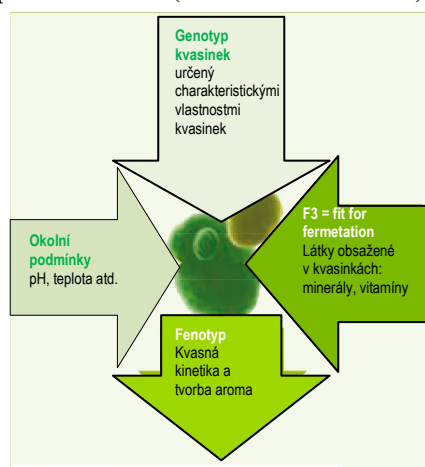 Genotyp
kvasinek
určený
charakteristickými
vlastnostmi
kvasinek
Okolní
podmínky
pH, teplota atd.
F3 = fit for
fermetation
Látky obsažené
v kvasinkách:
minerály, vitamíny
Fenotyp
Kvasná
kinetika a
tvorba aroma